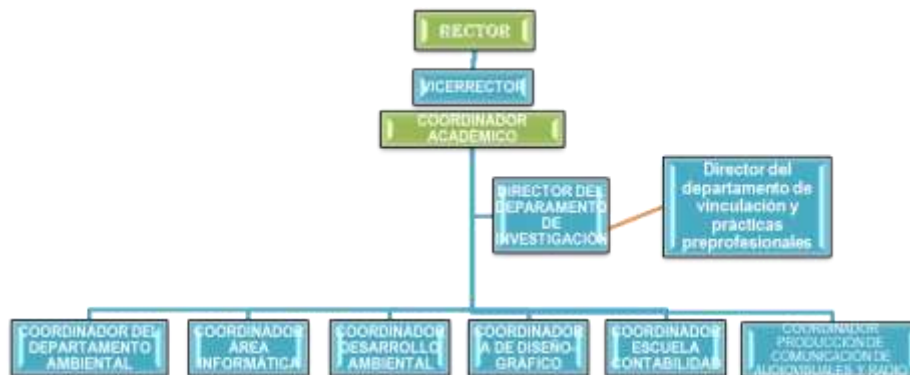 RECTOR
VICERRECTOR
COORDINADOR
ACADÉMICO
DIRECTOR DEL
DEPARAMENTO
DE
INVESTIGACIÓN
Director del
departamento de
vinculación y
prácticas
preprofesionales
COORDINADOR DEL
DEPARTAMENTO
AMBIENTAL
COORDINADOR
ÁREA
INFORMÁTICA
COORDINADOR
DESARROLLO
AMBIENTAL
COORDINADOR
A DE DISEÑO
GRÁFICO
COORDINADOR
ESCUELA
CONTABILIDAD
COORDINADOR
PRODUCCIÓN DE
COMUNICACIÓN DE
AUDIOVISUALES Y RADIO